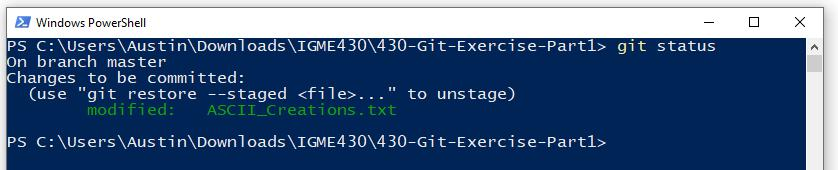 Windows PowerShell
PS C:\Users\Austin\Downloads\IGME430\430-Git-Exercise-Part1> git status
On branch master
Changes to be committed:
  (use "git restore --staged <file>..." to unstage)
        modified:   ASCII_Creations.txt

PS C:\Users\Austin\Downloads\IGME430\430-Git-Exercise-Part1>